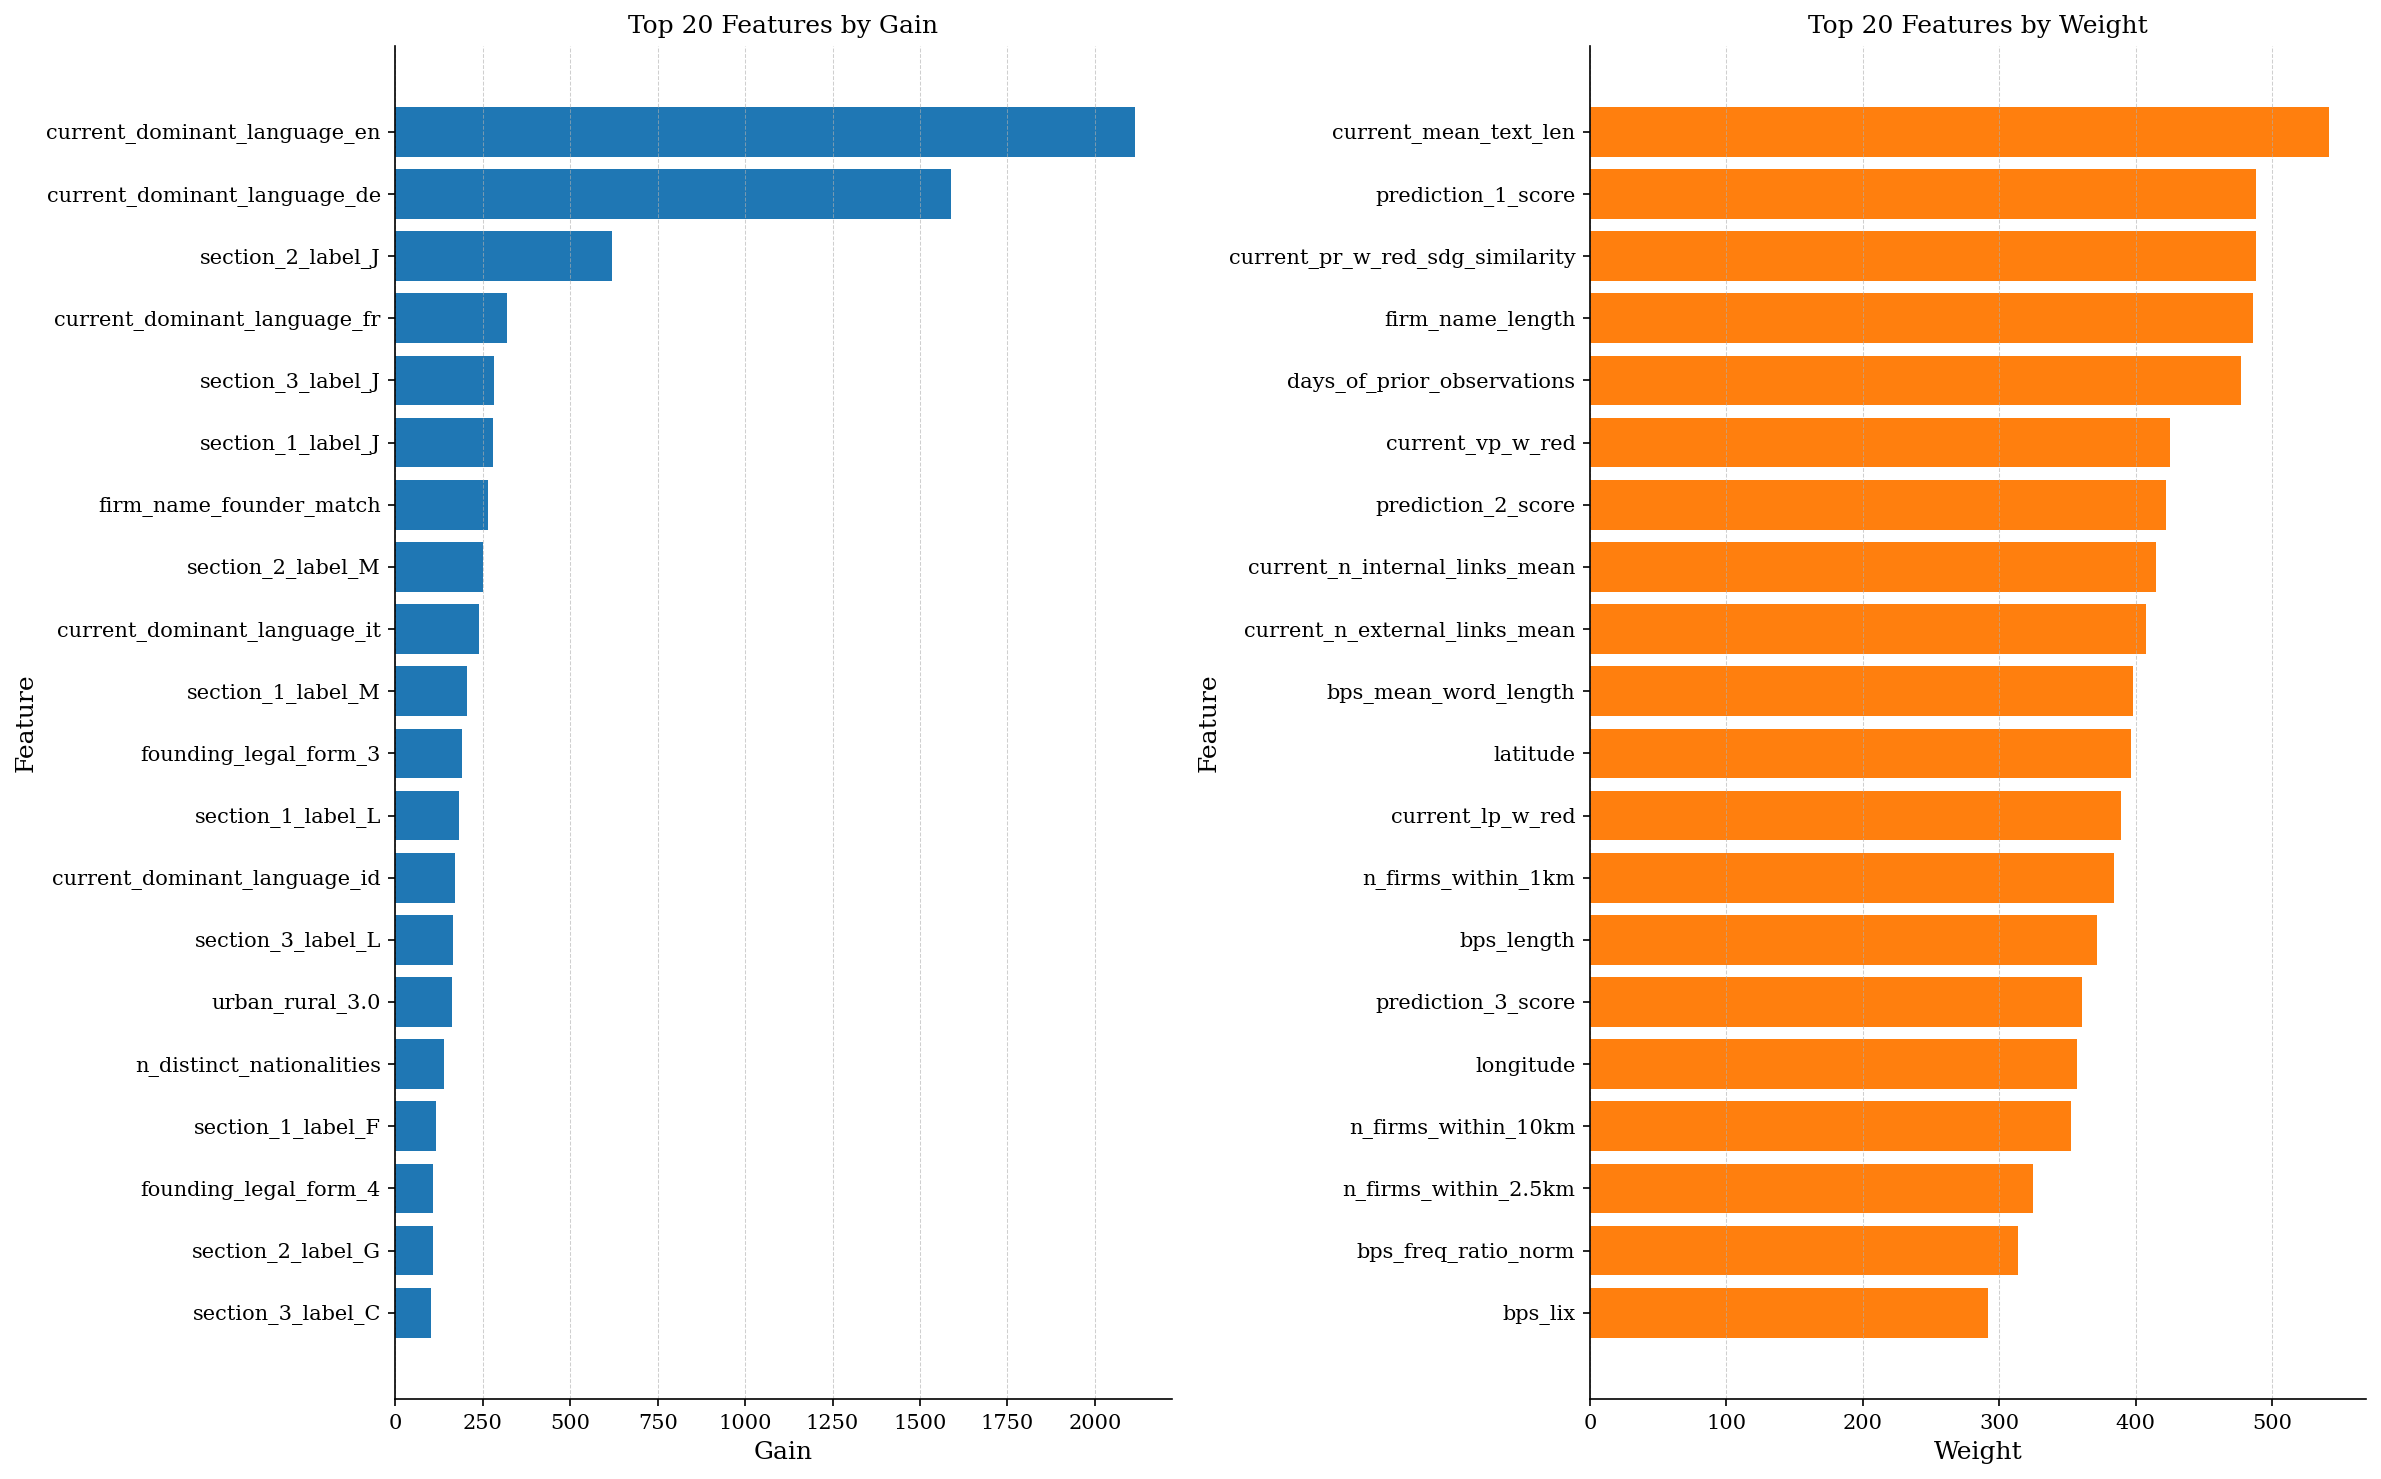 Top 20 Features by Gain
current_dominant_language_en
current_dominant_language_de
section_2_label_J
current_dominant_language_fr
section_3_label_J
section_1_label_J
firm_name_founder_match
section_2_label_M
current_dominant_language_it
section_1_label_M
founding_legal_form_3
section_1_label_L
current_dominant_language_id
section_3_label_L
urban_rural_3.0
n_distinct_nationalities
section_1_label_F
founding_legal_form_4
section_2_label_G
section_3_label_C
Feature
0 250 500 750 1000 1250 1500 1750 2000
Gain
Top 20 Features by Weight
current_mean_text_len
prediction_1_score
current_pr_w_red_sdg_similarity
firm_name_length
days_of_prior_observations
current_vp_w_red
prediction_2_score
current_n_internal_links_mean
current_n_external_links_mean
bps_mean_word_length
latitude
current_lp_w_red
n_firms_within_1km
bps_length
prediction_3_score
longitude
n_firms_within_10km
n_firms_within_2.5km
bps_freq_ratio_norm
bps_lix
Feature
0 100 200 300 400 500
Weight